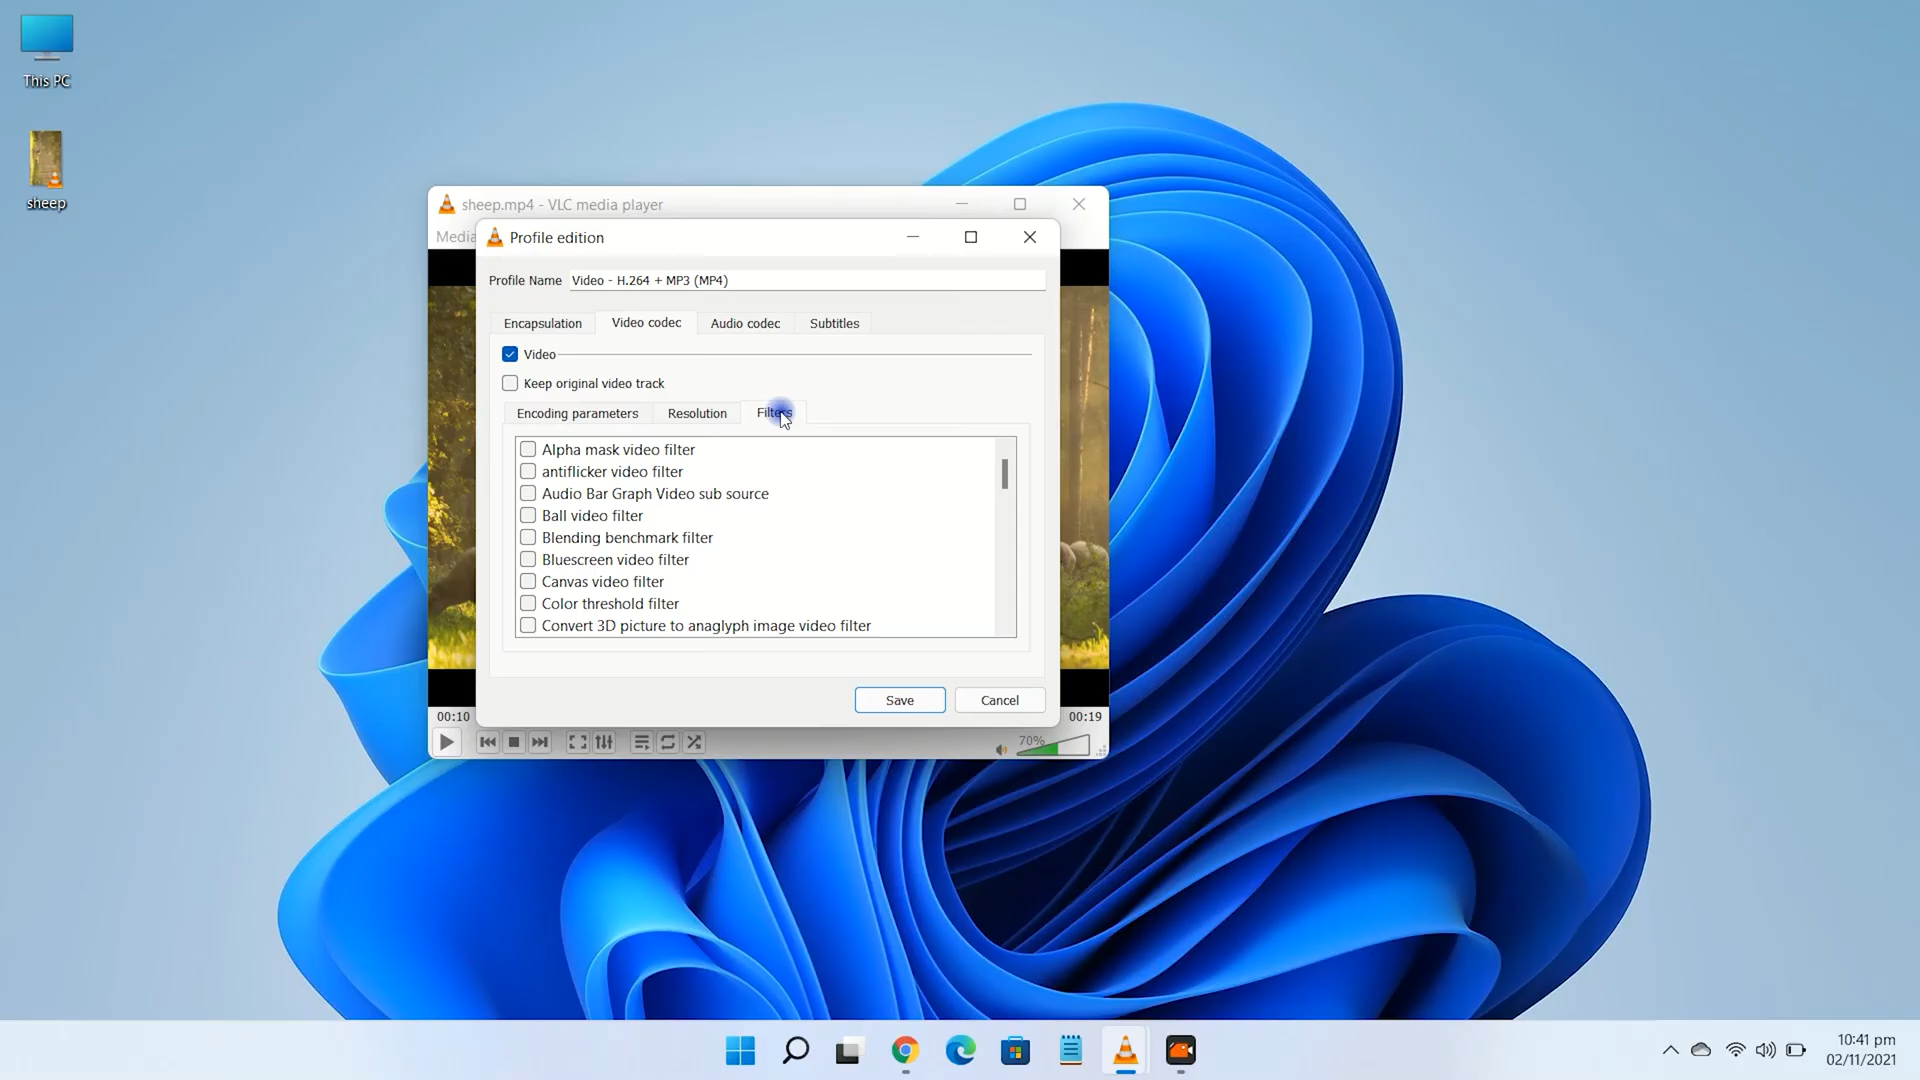 This PC
sheep
sheep.mp4 - VLC media player
Media
Profile edition
Profile Name Video - H.264 + MP3 (MP4)
Encapsulation Video codec Audio codec Subtitles
Video
Keep original video track
Encoding parameters Resolution Filters
Alpha mask video filter
antiflicker video filter
Audio Bar Graph Video sub source
Ball video filter
Blending benchmark filter
Bluescreen video filter
Canvas video filter
Color threshold filter
Convert 3D picture to anaglyph image video filter
Save Cancel
00:10 00:19
70%
10:41 pm
02/11/2021